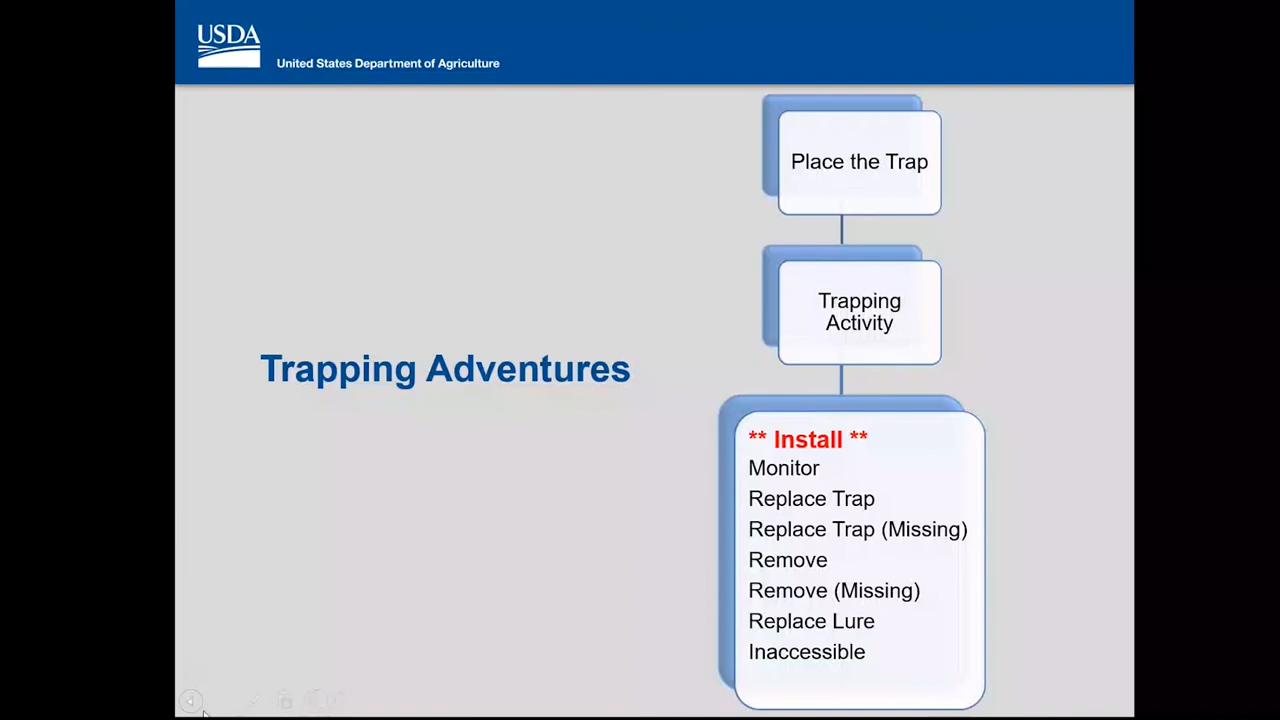 USDA
United States Department of Agriculture
Place the Trap
Trapping
Activity
Trapping Adventures
** Install **
Monitor
Replace Trap
Replace Trap (Missing)
Remove
Remove (Missing)
Replace Lure
Inaccessible